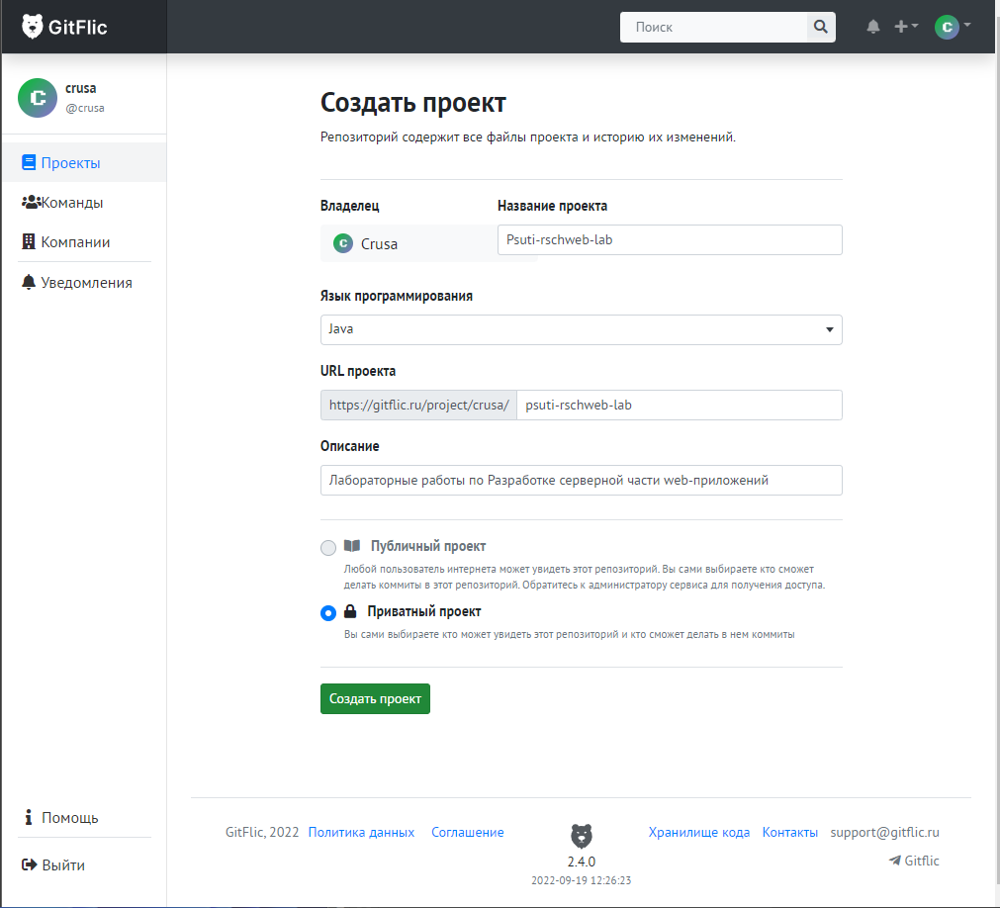 GitFlic
Поиск
C
C
crusa
@crusa
Проекты
Команды
Компании
Уведомления
Создать проект
Репозиторий содержит все файлы проекта и историю их изменений.
Владелец
Название проекта
C
Crusa
Psuti-rschweb-lab
Язык программирования
Java
URL проекта
https://gitflic.ru/project/crusa/
psuti-rschweb-lab
Описание
Лабораторные работы по Разработке серверной части web-приложений
Публичный проект
Любой пользователь интернета может увидеть этот репозиторий. Вы сами выбираете кто сможет
делать коммиты в этот репозиторий. Обратитесь к администратору сервиса для получения доступа.
Приватный проект
Вы сами выбираете кто может увидеть этот репозиторий и кто сможет делать в нем коммиты
Создать проект
Помощь
Выйти
GitFlic, 2022
Политика данных
Соглашение
2.4.0
2022-09-19 12:26:23
Хранилище кода
Контакты
support@gitflic.ru
Gitflic